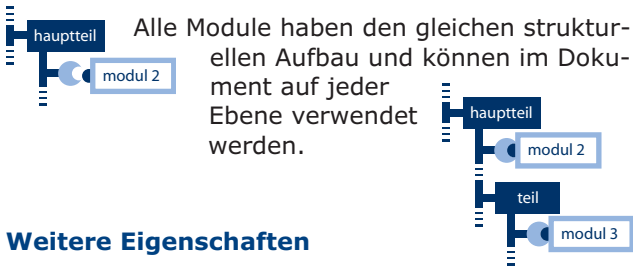 hauptteil
modul 2
Alle Module haben den gleichen struktur-
ellen Aufbau und können im Doku-
ment auf jeder
Ebene verwendet
werden.
hauptteil
modul 2
teil
modul 3
Weitere Eigenschaften